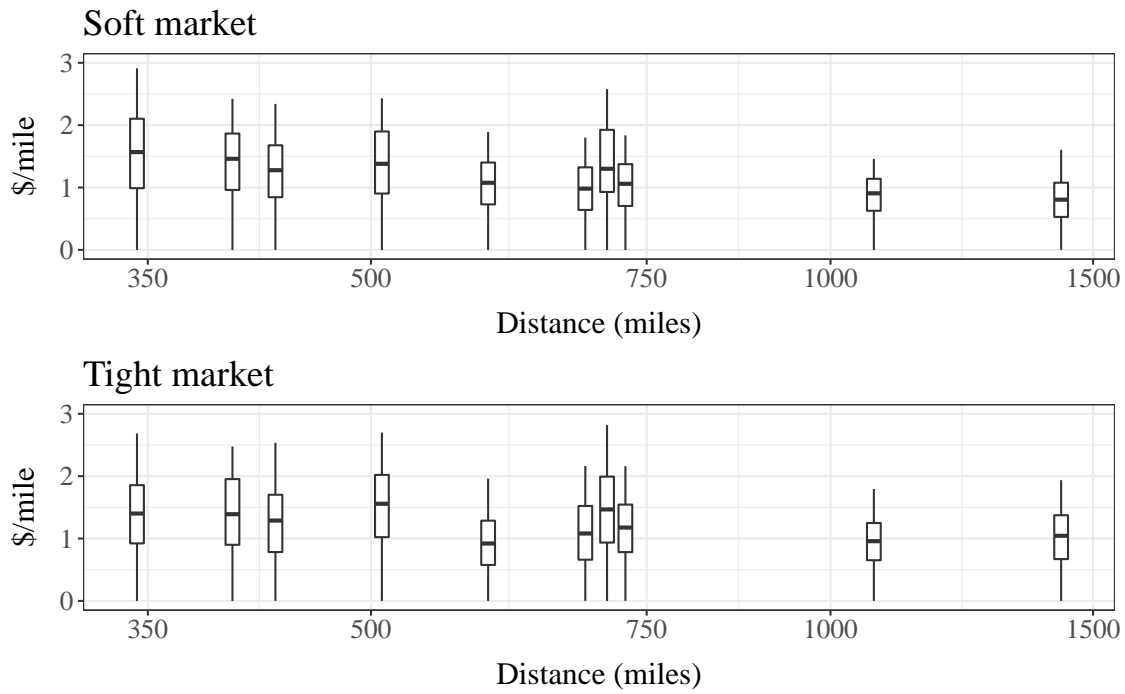 Soft market
3
2
1
0
$/mile
350 500 750 1000 1500
Distance (miles)
Tight market
3
2
1
0
$/mile
350 500 750 1000 1500
Distance (miles)